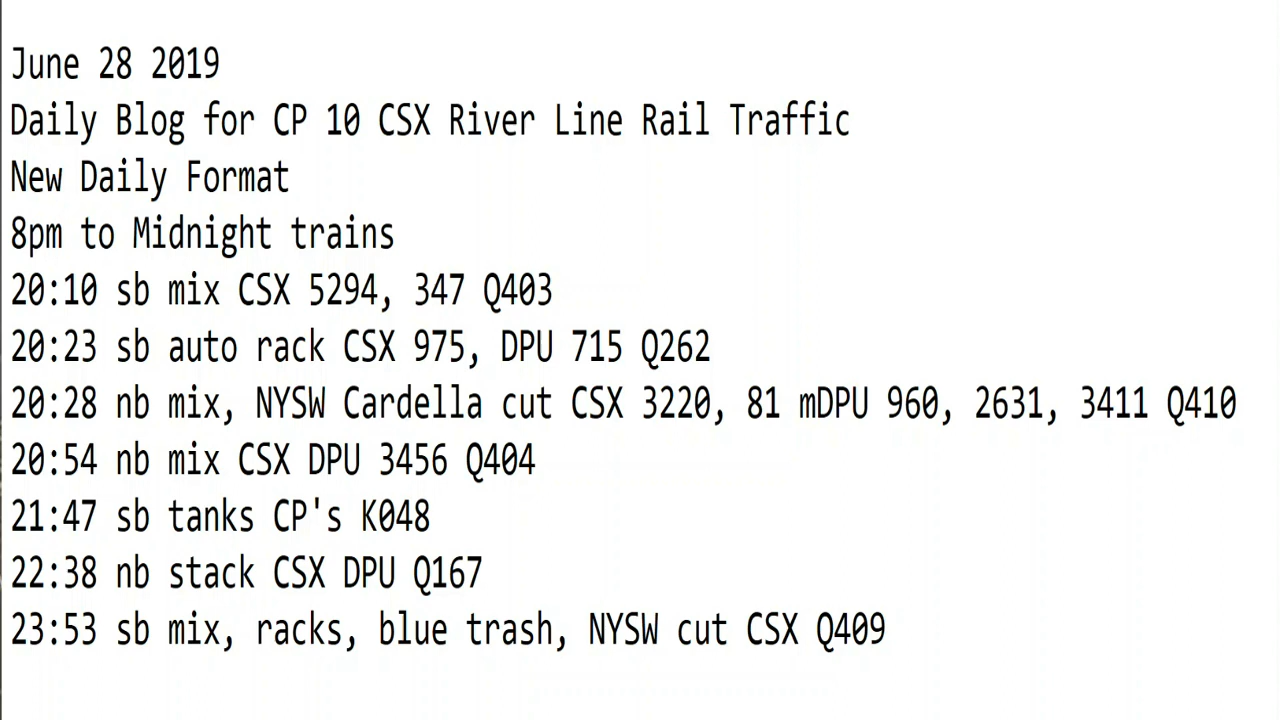 June 28 2019
Daily Blog for CP 10 CSX River Line Rail Traffic
New Daily Format
8pm to Midnight trains
20:10 sb mix CSX 5294, 347 Q403
20:23 sb auto rack CSX 975, DPU 715 Q262
20:28 nb mix, NYSW Cardella cut CSX 3220, 81 mDPU 960, 2631, 3411 Q410
20:54 nb mix CSX DPU 3456 Q404
21:47 sb tanks CP's K048
22:38 nb stack CSX DPU Q167
23:53 sb mix, racks, blue trash, NYSW cut CSX Q409